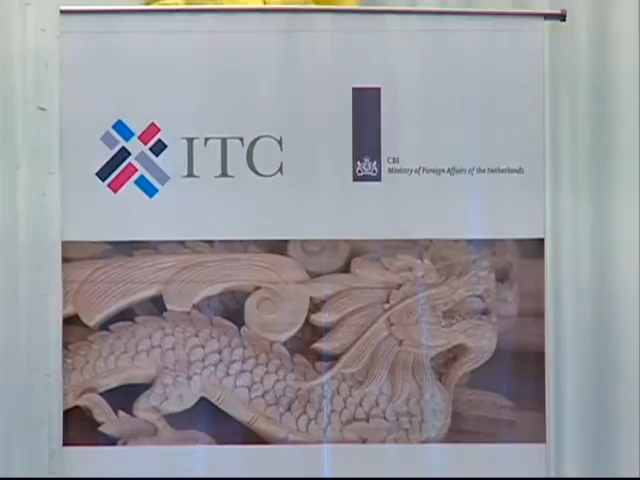 ITC
CBI
Ministry of Foreign Affairs of the Netherlands